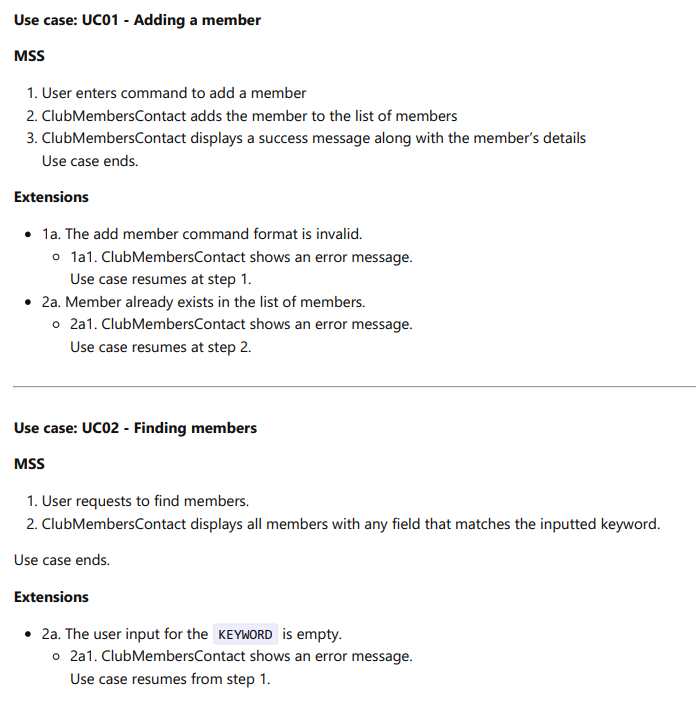 Use case: UC01 - Adding a member
MSS
1. User enters command to add a member
2. ClubMembersContact adds the member to the list of members
3. ClubMembersContact displays a success message along with the member’s details
Use case ends.
Extensions
• 1a. The add member command format is invalid.
◦ 1a1. ClubMembersContact shows an error message.
Use case resumes at step 1.
• 2a. Member already exists in the list of members.
◦ 2a1. ClubMembersContact shows an error message.
Use case resumes at step 2.
Use case: UC02 - Finding members
MSS
1. User requests to find members.
2. ClubMembersContact displays all members with any field that matches the inputted keyword.
Use case ends.
Extensions
• 2a. The user input for the KEYWORD is empty.
◦ 2a1. ClubMembersContact shows an error message.
Use case resumes from step 1.